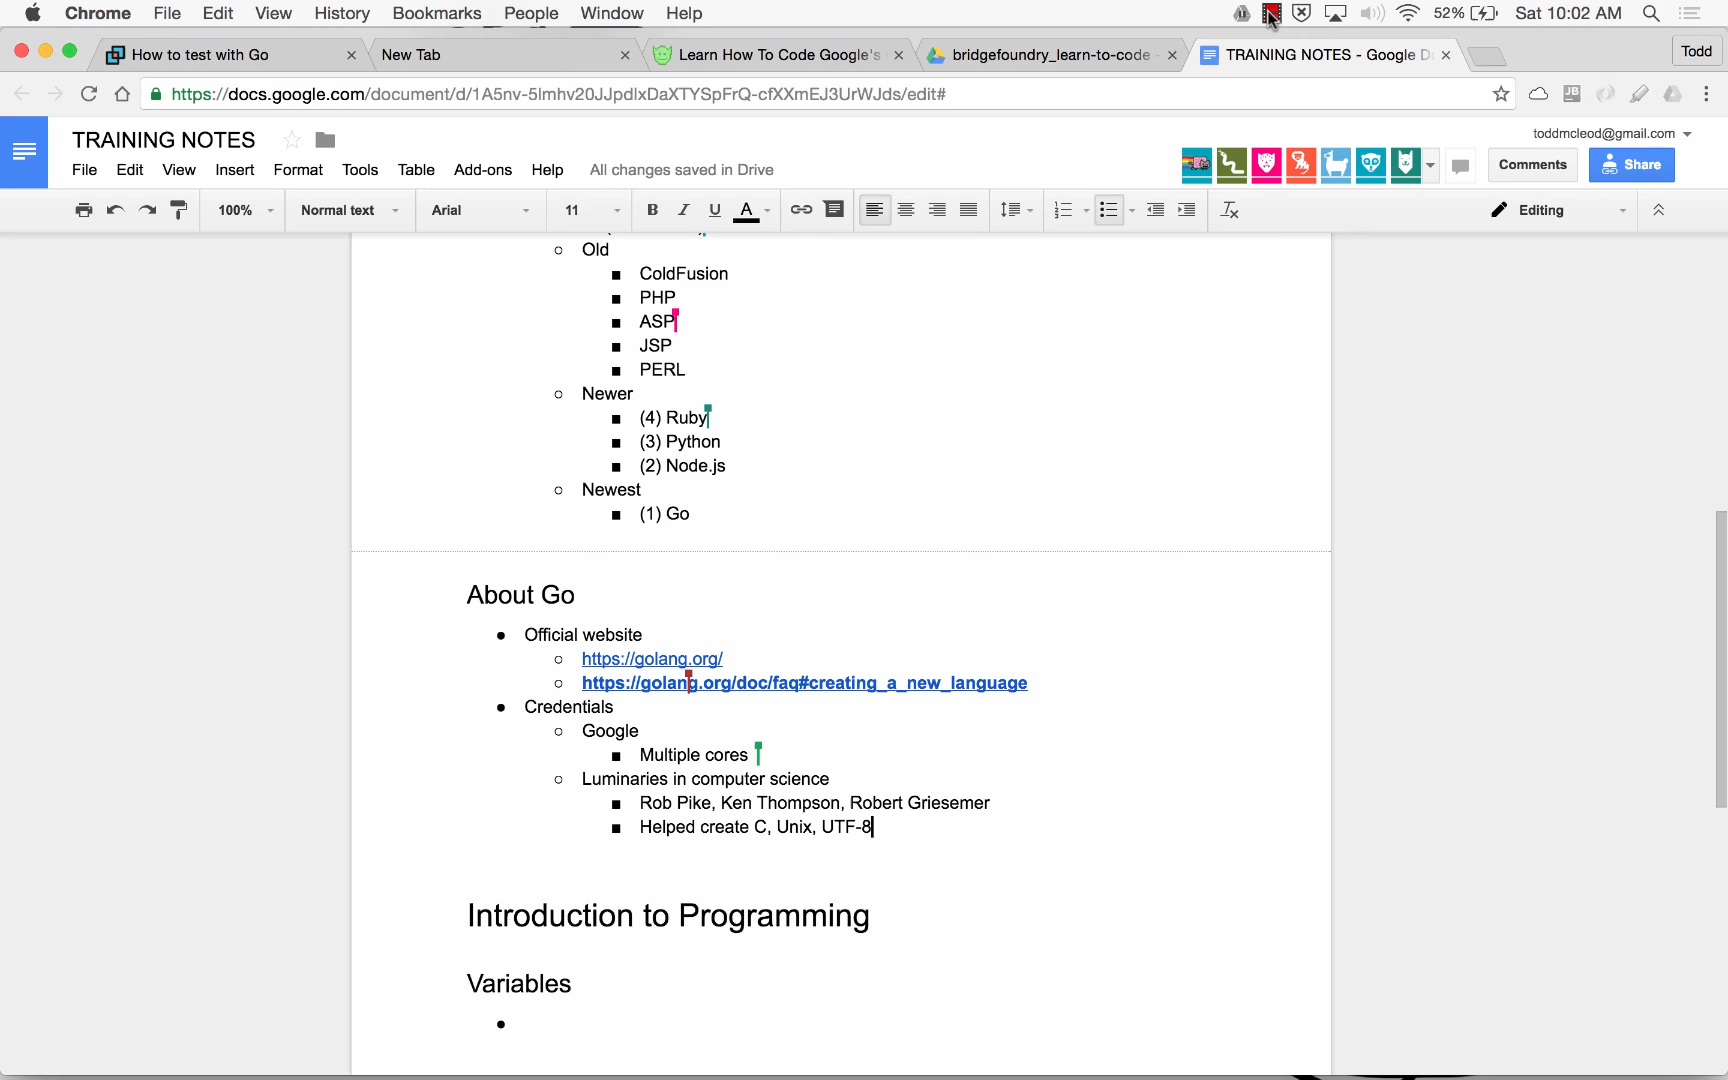 Chrome File Edit View History Bookmarks People Window Help 52% Sat 10:02 AM
How to test with Go New Tab Learn How To Code Google's bridgefoundry_learn-to-code - TRAINING NOTES - Google Do Todd
https://docs.google.com/document/d/1A5nv-5lmhv20JJpdlxDaXTYSpFrQ-cfXXmEJ3UrWJds/edit#
TRAINING NOTES toddmcleod@gmail.com
File Edit View Insert Format Tools Table Add-ons Help All changes saved in Drive Comments Share
100% Normal text Arial 11 B I U A Editing
Old
ColdFusion
PHP
ASP
JSP
PERL
Newer
(4) Ruby
(3) Python
(2) Node.js
Newest
(1) Go
About Go
Official website
https://golang.org/
https://golang.org/doc/faq#creating_a_new_language
Credentials
Google
Multiple cores
Luminaries in computer science
Rob Pike, Ken Thompson, Robert Griesemer
Helped create C, Unix, UTF-8
Introduction to Programming
Variables